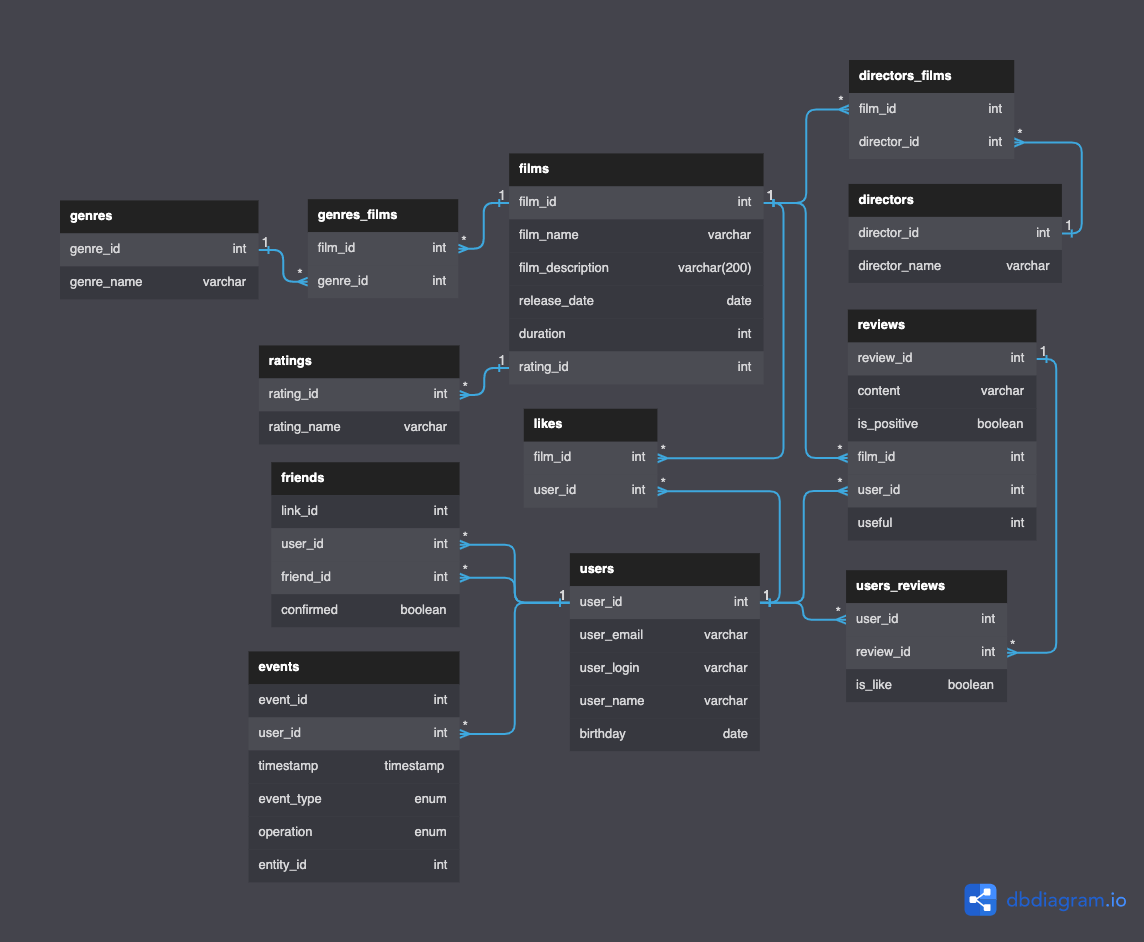 genres
genre_id int
genre_name varchar
1
*
genres_films
film_id int
genre_id int
*
1
films
film_id int
film_name varchar
film_description varchar(200)
release_date date
duration int
rating_id int
1
1
*
ratings
rating_id int
rating_name varchar
*
directors_films
film_id int
director_id int
*
directors
director_id int
director_name varchar
1
likes
film_id int
user_id int
*
*
reviews
review_id int
content varchar
is_positive boolean
film_id int
user_id int
useful int
1
*
*
friends
link_id int
user_id int
friend_id int
confirmed boolean
*
*
users
user_id int
user_email varchar
user_login varchar
user_name varchar
birthday date
1
1
*
users_reviews
user_id int
review_id int
is_like boolean
*
events
event_id int
user_id int
timestamp timestamp
event_type enum
operation enum
entity_id int
*
dbdiagram.io